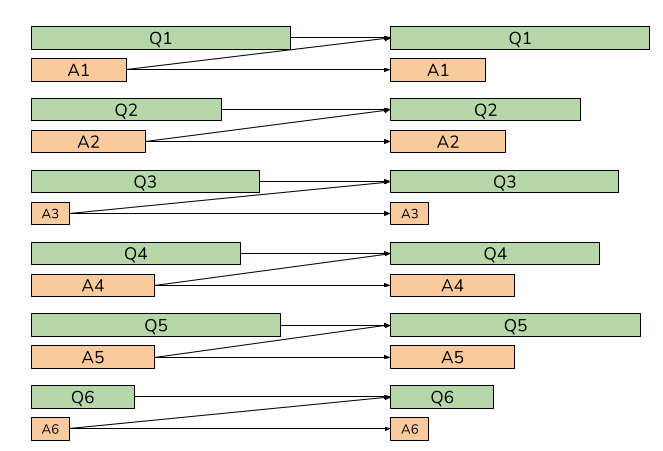 Q1 Q1
A1 A1
Q2 Q2
A2 A2
Q3 Q3
A3 A3
Q4 Q4
A4 A4
Q5 Q5
A5 A5
Q6 Q6
A6 A6